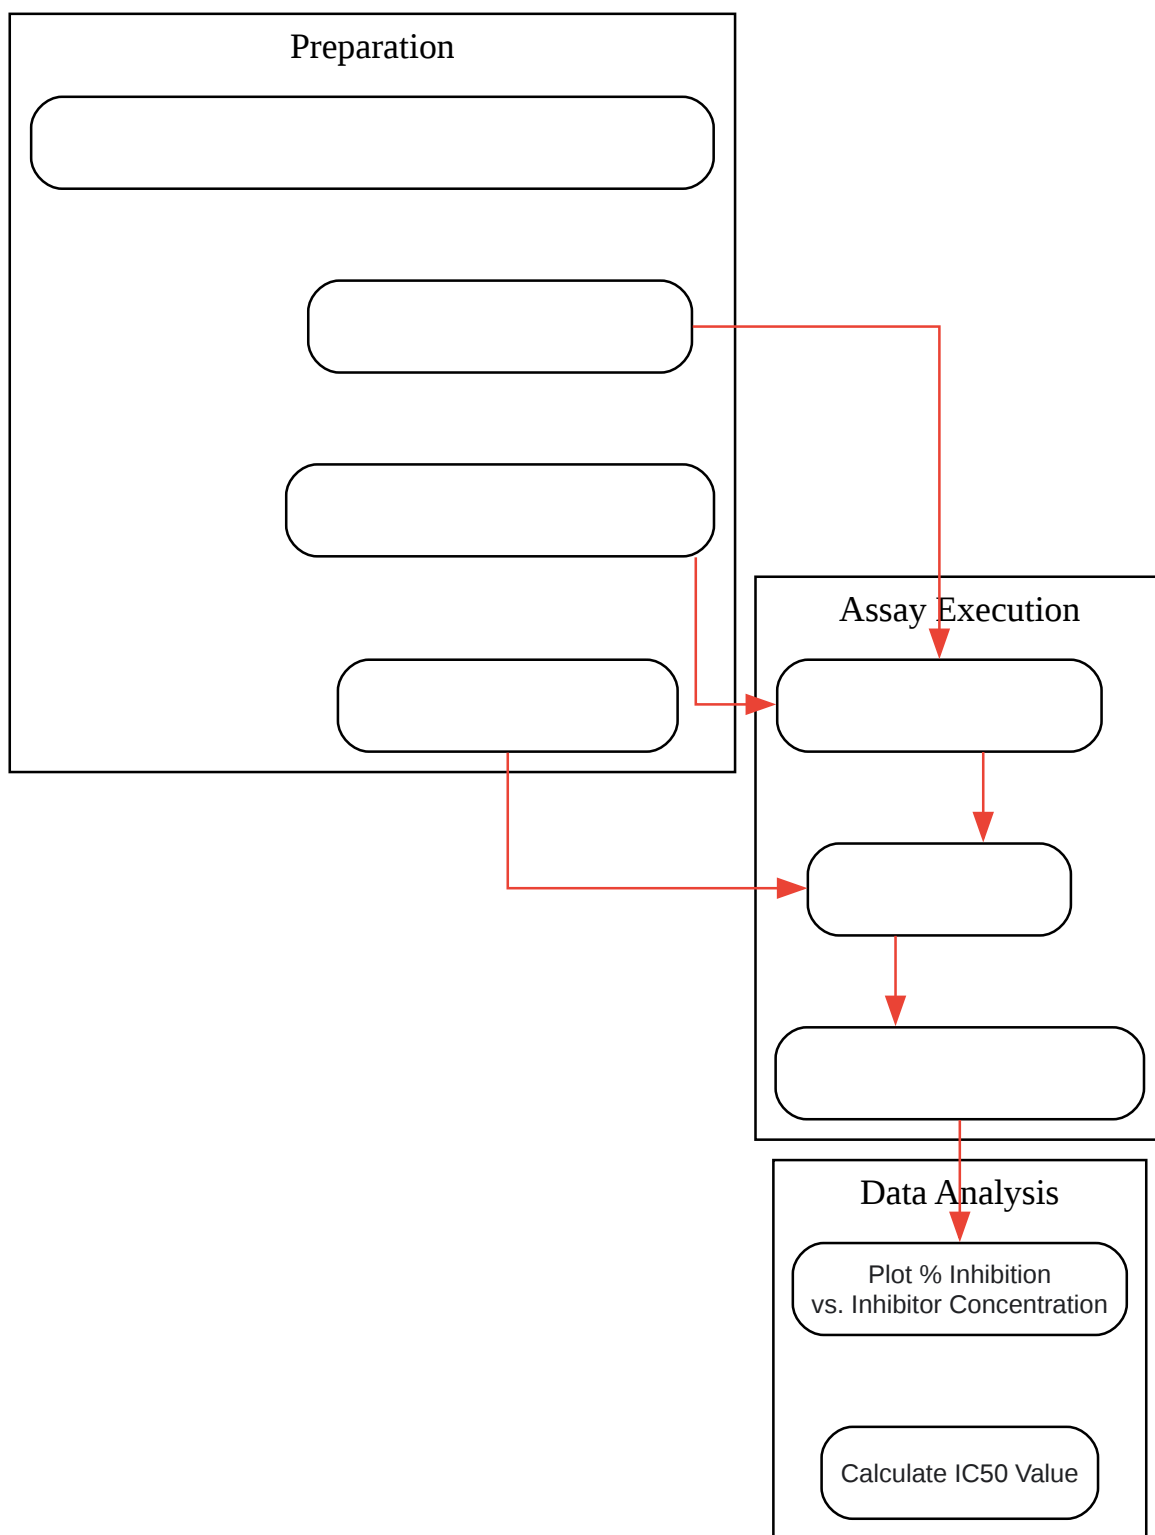 Preparation
Assay Execution
Data Analysis
Plot % Inhibition
vs. Inhibitor Concentration
Calculate IC50 Value